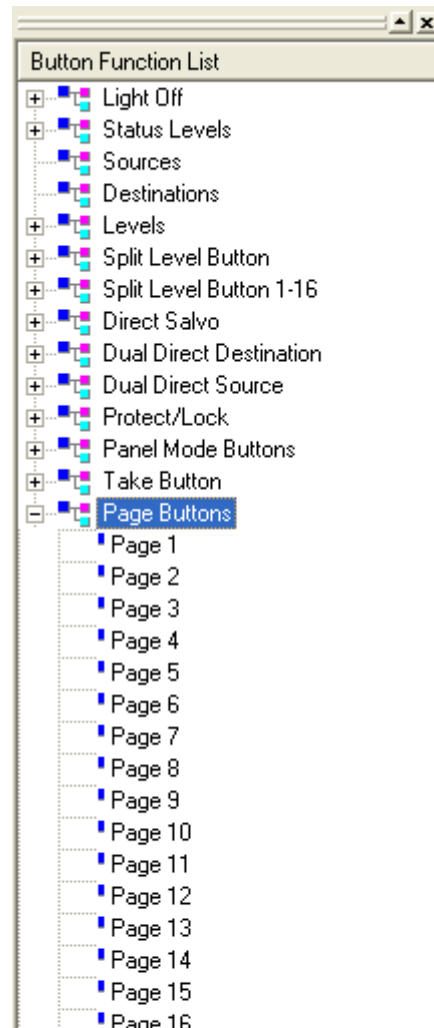 Button Function List
Light Off
Status Levels
Sources
Destinations
Levels
Split Level Button
Split Level Button 1-16
Direct Salvo
Dual Direct Destination
Dual Direct Source
Protect/Lock
Panel Mode Buttons
Take Button
Page Buttons
Page 1
Page 2
Page 3
Page 4
Page 5
Page 6
Page 7
Page 8
Page 9
Page 10
Page 11
Page 12
Page 13
Page 14
Page 15
Page 16